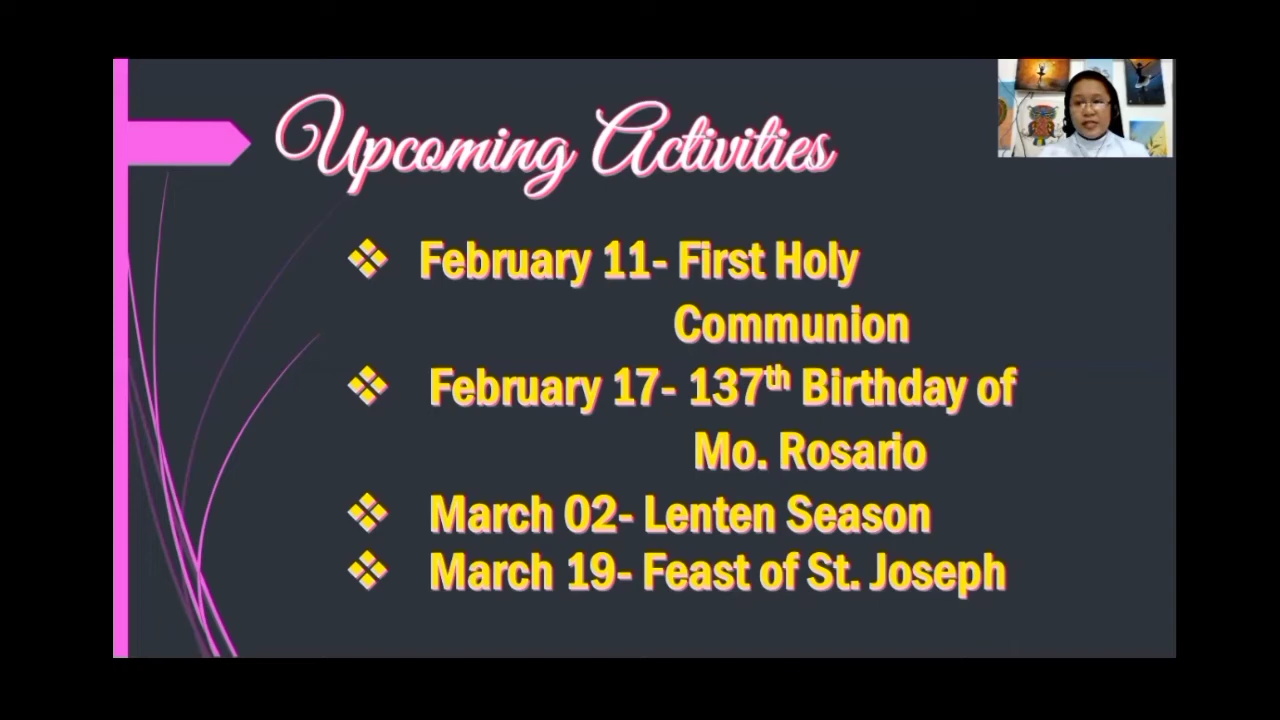 Upcoming Activities
February 11- First Holy
Communion
February 17- 137th Birthday of
Mo. Rosario
March 02- Lenten Season
March 19- Feast of St. Joseph